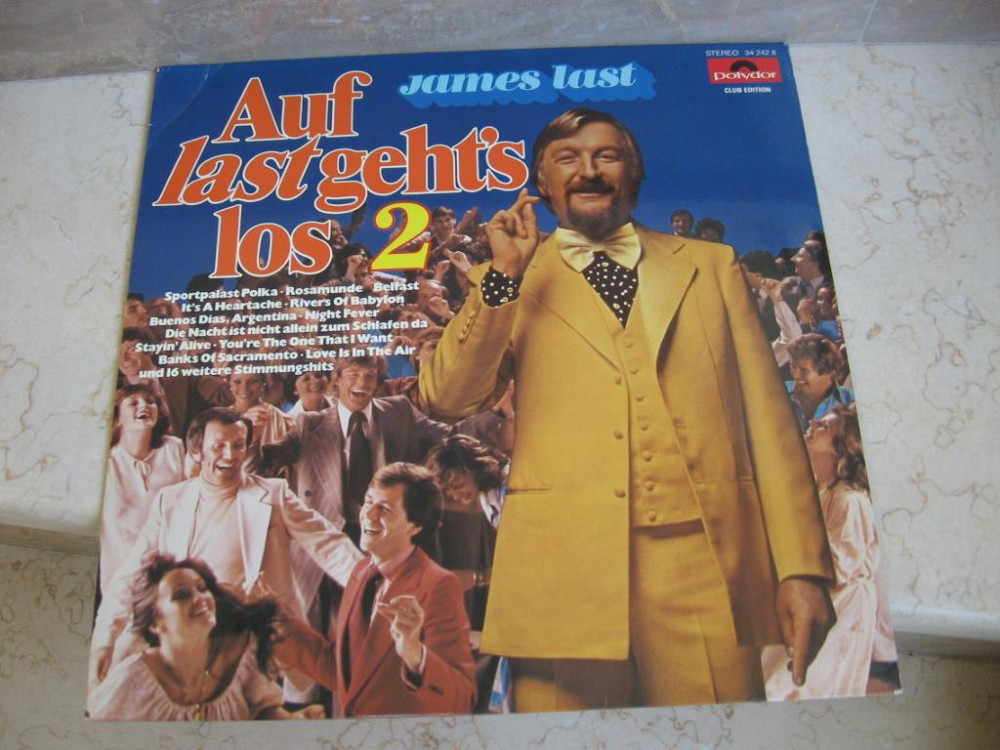 STEREO 34 242 8
polydor
CLUB EDITION
james last
Auf
last geht's
los 2
Sportpalast Polka · Rosamunde Belfast
It's A Heartache · Rivers Of Babylon
Buenos Dias, Argentina · Night Fever
Die Nacht ist nicht allein zum Schlafen da
Stayin' Alive · You're The One That I Want
Banks Of Sacramento · Love Is In The Air
und 16 weitere Stimmungshits